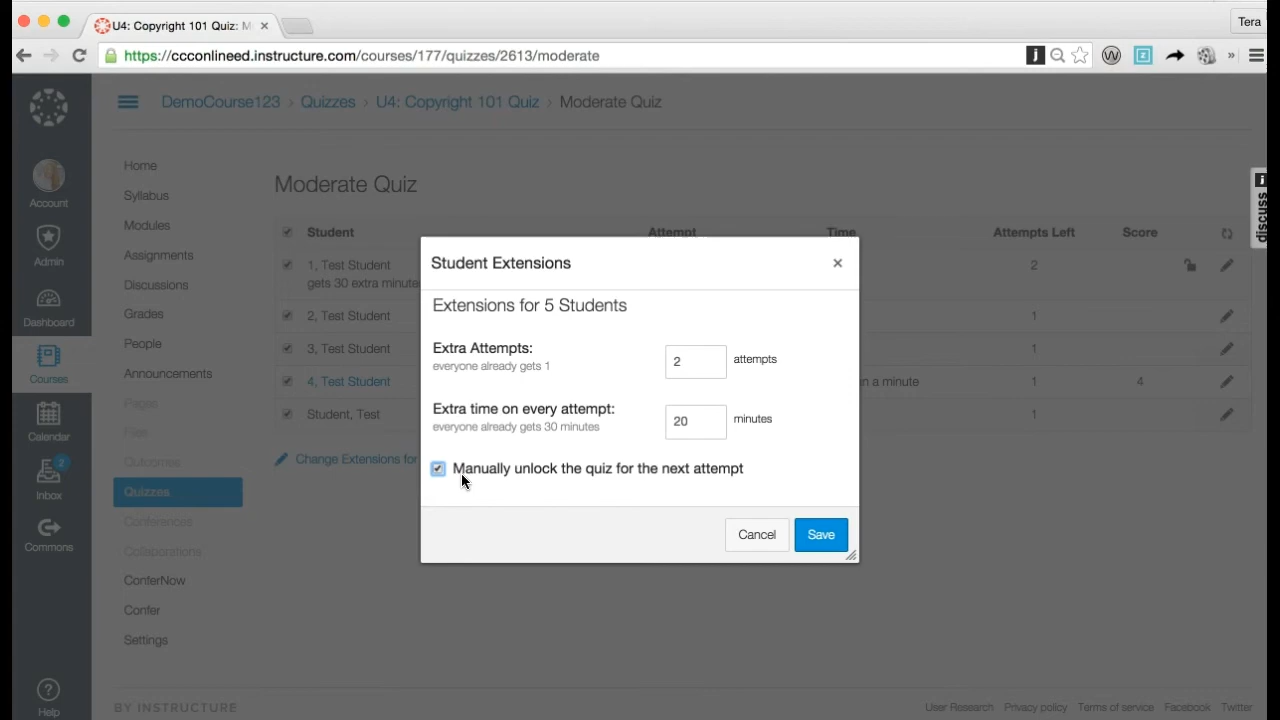 U4: Copyright 101 Quiz: M
Tera
https://ccconlineed.instructure.com/courses/177/quizzes/2613/moderate
DemoCourse123 › Quizzes › U4: Copyright 101 Quiz › Moderate Quiz
Account
Admin
Dashboard
Courses
Calendar
2
Inbox
Commons
Help
Home
Syllabus
Modules
Assignments
Discussions
Grades
People
Announcements
Pages
Files
Outcomes
Quizzes
Conferences
Collaborations
ConferNow
Confer
Settings
Moderate Quiz
Student Attempt Time Attempts Left Score
1, Test Student 2
gets 30 extra minute
2, Test Student 1
3, Test Student 1
4, Test Student n a minute 1 4
Student, Test 1
Change Extensions for
Student Extensions ×
Extensions for 5 Students
Extra Attempts: 2 attempts
everyone already gets 1
Extra time on every attempt: 20 minutes
everyone already gets 30 minutes
Manually unlock the quiz for the next attempt
Cancel Save
discuss
BY INSTRUCTURE
User Research Privacy policy Terms of service Facebook Twitter